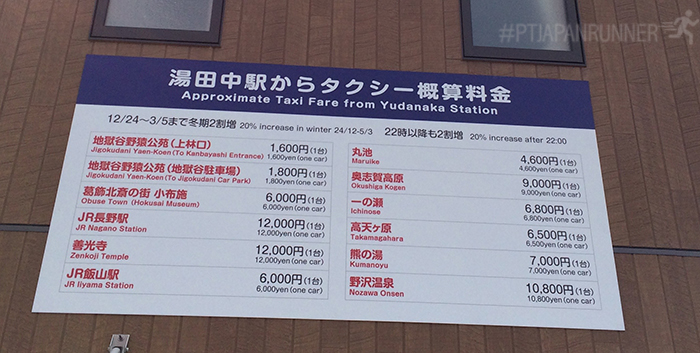 #PTJAPANRUNNER
湯田中駅からタクシー概算料金
Approximate Taxi Fare from Yudanaka Station
12/24～3/5まで冬期2割増 20% increase in winter 24/12-5/3 22時以降も2割増 20% increase after 22:00
地獄谷野猿公苑(上林口) 1,600円(1台)
Jigokudani Yaen-Koen (To Kanbayashi Entrance) 1,600yen (one car)
地獄谷野猿公苑(地獄谷駐車場) 1,800円(1台)
Jigokudani Yaen-Koen (To Jigokudani Car Park) 1,800yen (one car)
葛飾北斎の街 小布施 6,000円(1台)
Obuse Town (Hokusai Museum) 6,000yen (one car)
JR長野駅 12,000円(1台)
JR Nagano Station 12,000yen (one car)
善光寺 12,000円(1台)
Zenkoji Temple 12,000yen (one car)
JR飯山駅 6,000円(1台)
JR Iiyama Station 6,000yen (one car)
丸池 4,600円(1台)
Maruike 4,600yen (one car)
奥志賀高原 9,000円(1台)
Okushiga Kogen 9,000yen (one car)
一の瀬 6,800円(1台)
Ichinose 6,800yen (one car)
高天ヶ原 6,500円(1台)
Takamagahara 6,500yen (one car)
熊の湯 7,000円(1台)
Kumanoyu 7,000yen (one car)
野沢温泉 10,800円(1台)
Nozawa Onsen 10,800yen (one car)